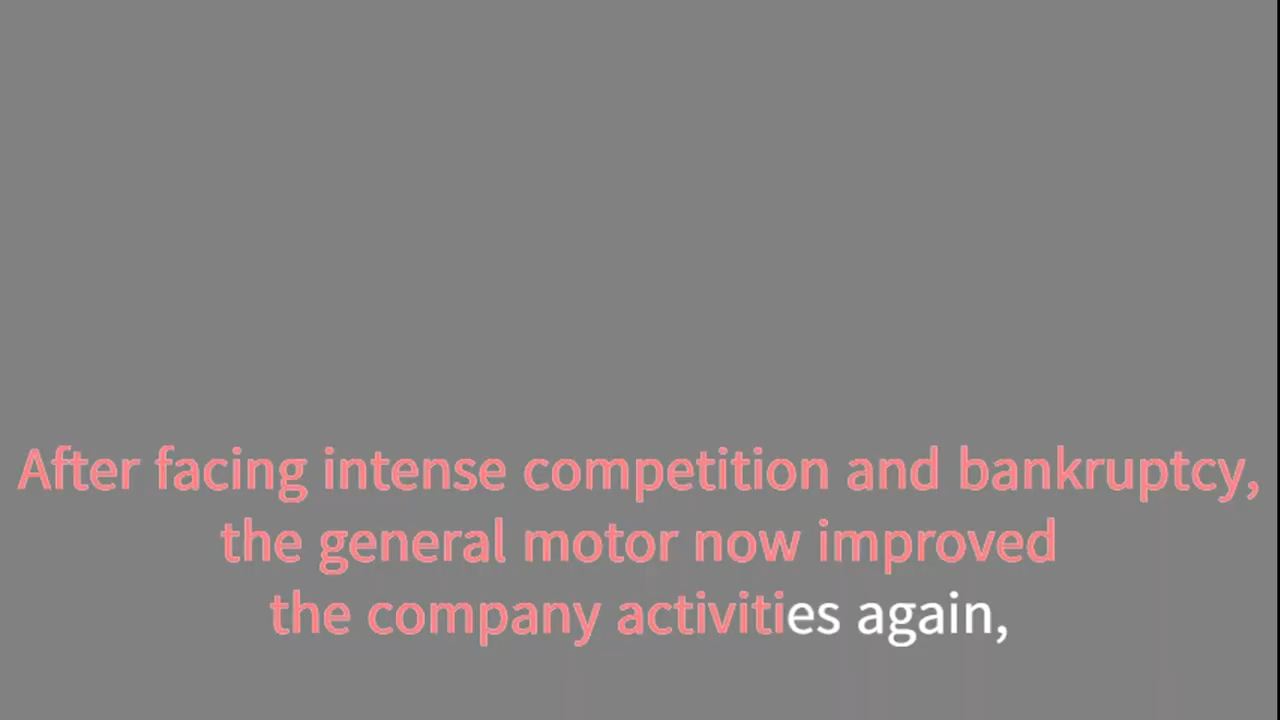 After facing intense competition and bankruptcy,
the general motor now improved
the company activities again,